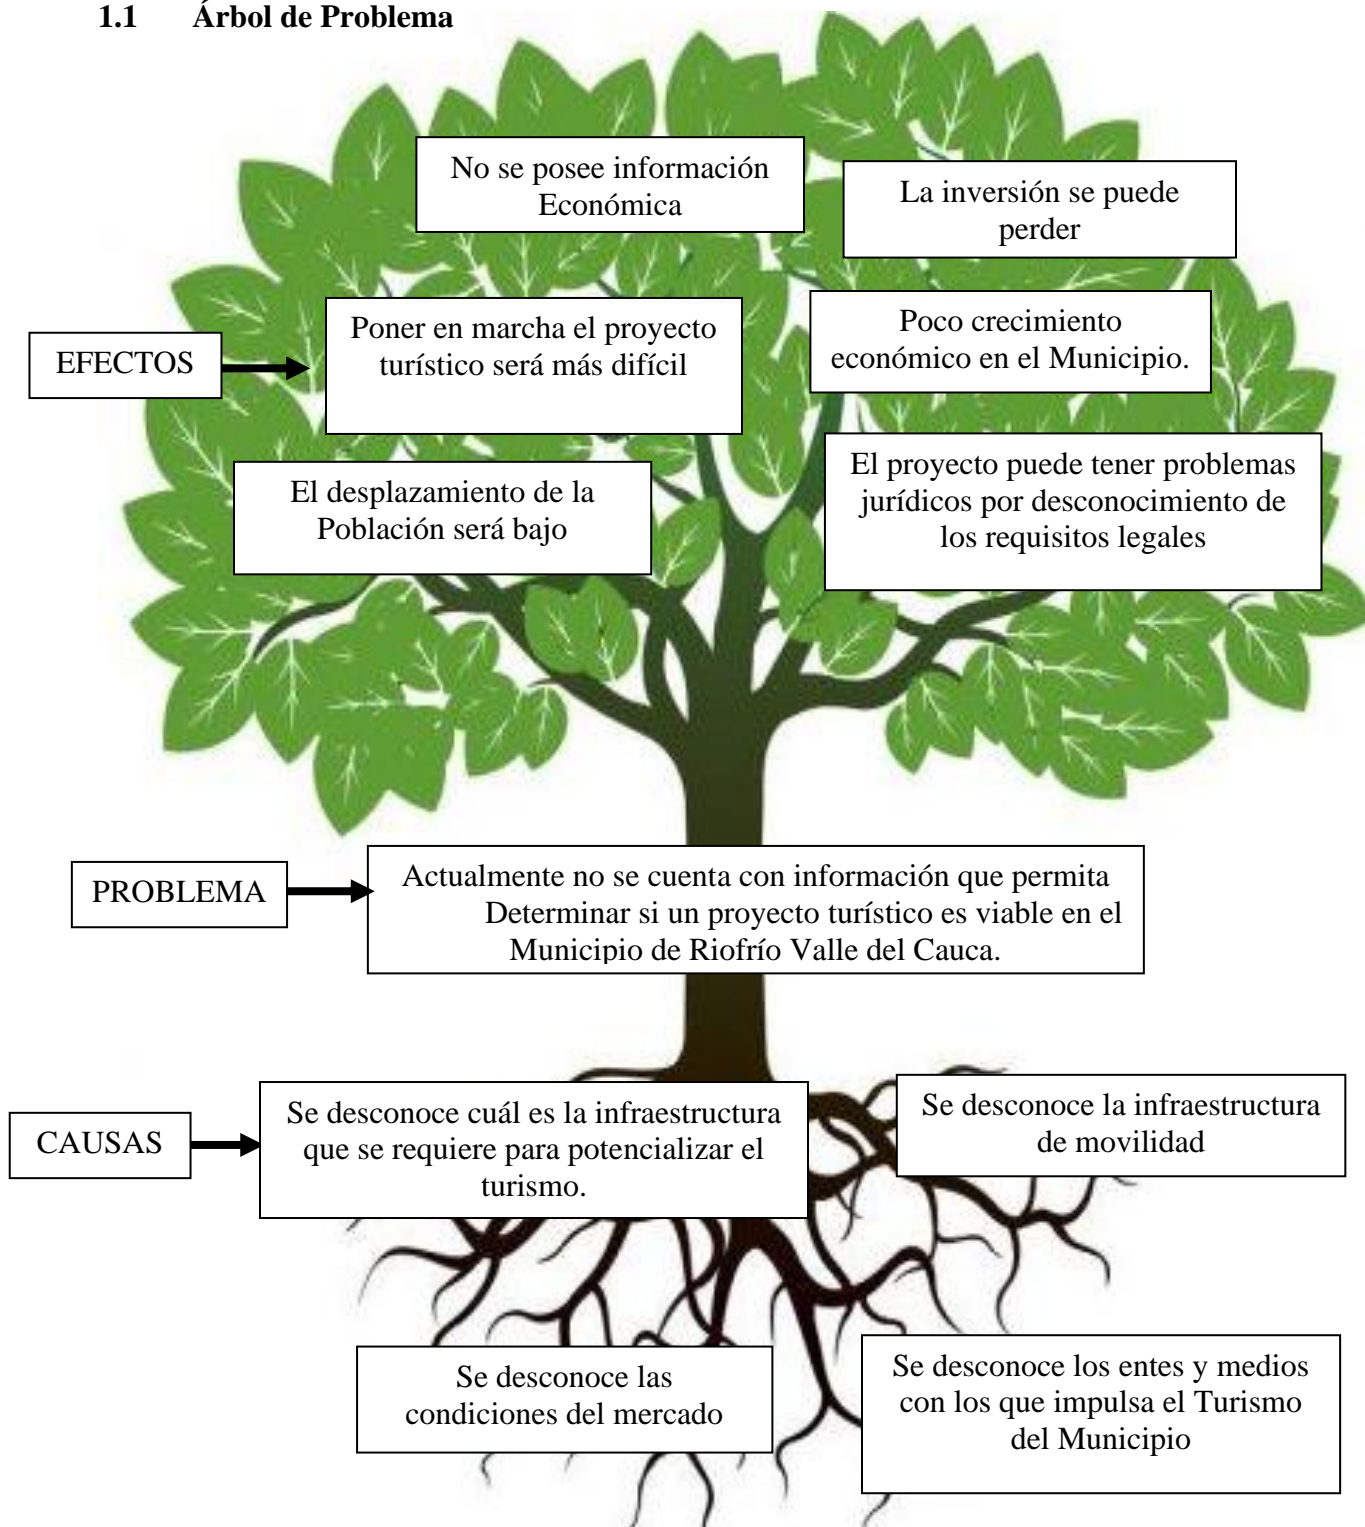 1.1 Árbol de Problema
No se posee información
Económica
La inversión se puede
perder
EFECTOS
Poner en marcha el proyecto
turístico será más difícil
Poco crecimiento
económico en el Municipio.
El desplazamiento de la
Población será bajo
El proyecto puede tener problemas
jurídicos por desconocimiento de
los requisitos legales
PROBLEMA
Actualmente no se cuenta con información que permita
Determinar si un proyecto turístico es viable en el
Municipio de Riofrío Valle del Cauca.
CAUSAS
Se desconoce cuál es la infraestructura
que se requiere para potencializar el
turismo.
Se desconoce la infraestructura
de movilidad
Se desconoce las
condiciones del mercado
Se desconoce los entes y medios
con los que impulsa el Turismo
del Municipio